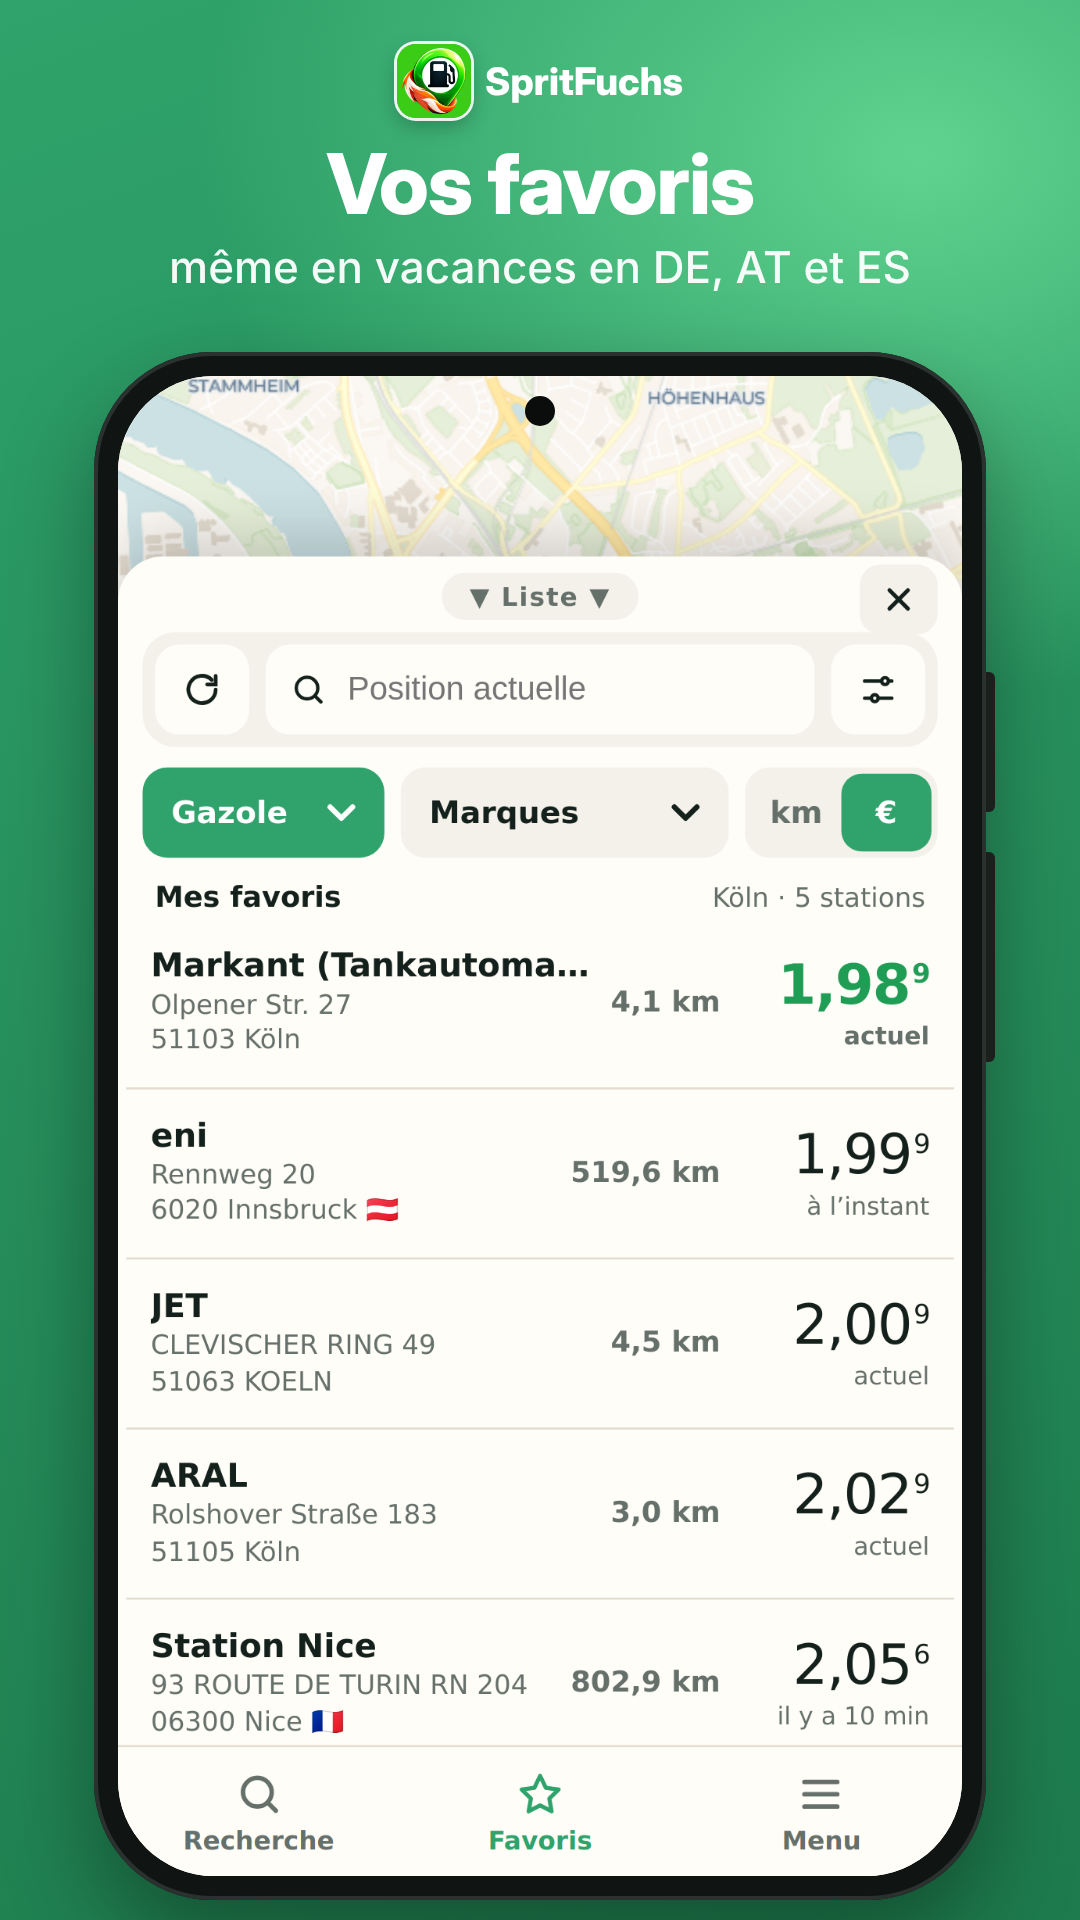 SpritFuchs
Vos favoris
même en vacances en DE, AT et ES
STAMMHEIM
HÖHENHAUS
▼ Liste ▼
Position actuelle
Gazole
Marques
km
€
Mes favoris
Köln · 5 stations
Markant (Tankautoma...
Olpener Str. 27
51103 Köln
4,1 km
1,98⁹
actuel
eni
Rennweg 20
6020 Innsbruck
519,6 km
1,99⁹
à l’instant
JET
CLEVISCHER RING 49
51063 KOELN
4,5 km
2,00⁹
actuel
ARAL
Rolshover Straße 183
51105 Köln
3,0 km
2,02⁹
actuel
Station Nice
93 ROUTE DE TURIN RN 204
06300 Nice
802,9 km
2,05⁶
il y a 10 min
Recherche
Favoris
Menu